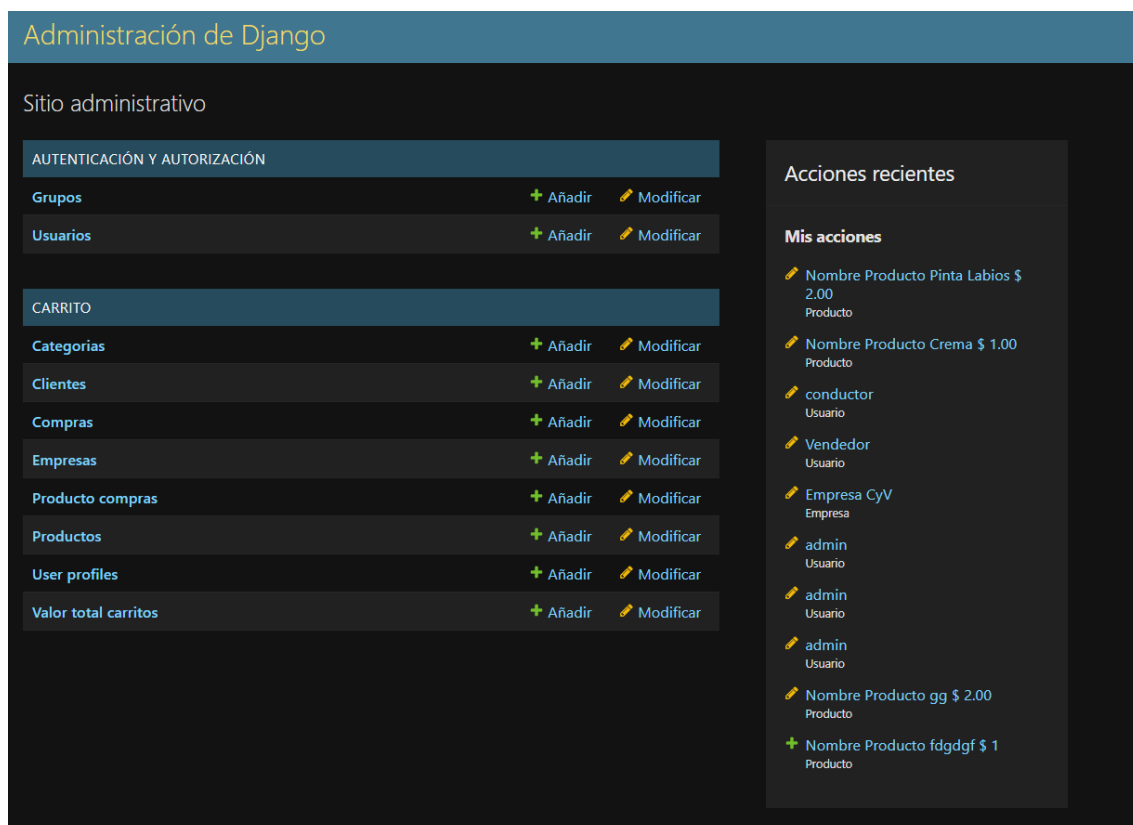 Administración de Django
Sitio administrativo
AUTENTICACIÓN Y AUTORIZACIÓN
Grupos Añadir Modificar
Usuarios Añadir Modificar
CARRITO
Categorias Añadir Modificar
Clientes Añadir Modificar
Compras Añadir Modificar
Empresas Añadir Modificar
Producto compras Añadir Modificar
Productos Añadir Modificar
User profiles Añadir Modificar
Valor total carritos Añadir Modificar
Acciones recientes
Mis acciones
Nombre Producto Pinta Labios $
2.00
Producto
Nombre Producto Crema $ 1.00
Producto
conductor
Usuario
Vendedor
Usuario
Empresa CyV
Empresa
admin
Usuario
admin
Usuario
admin
Usuario
Nombre Producto gg $ 2.00
Producto
Nombre Producto fdgdgf $ 1
Producto